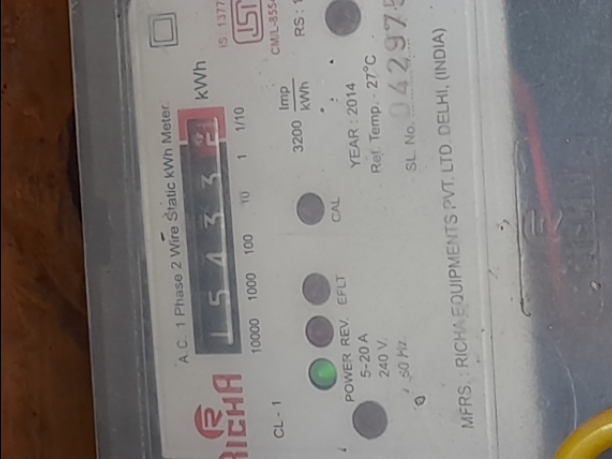 A.C. 1 Phase 2 Wire Static kWh Meter.
15433
kWh
10000 1000 100 10 1 1/10
RICHA
CL - 1
3200 Imp
kWh
CAL
EFLT
REV.
POWER
5-20 A
240 V.
50 Hz.
YEAR : 2014
Ref. Temp. - 27°C
SL. No. 042975
MFRS. : RICHA EQUIPMENTS PVT. LTD. DELHI, (INDIA)